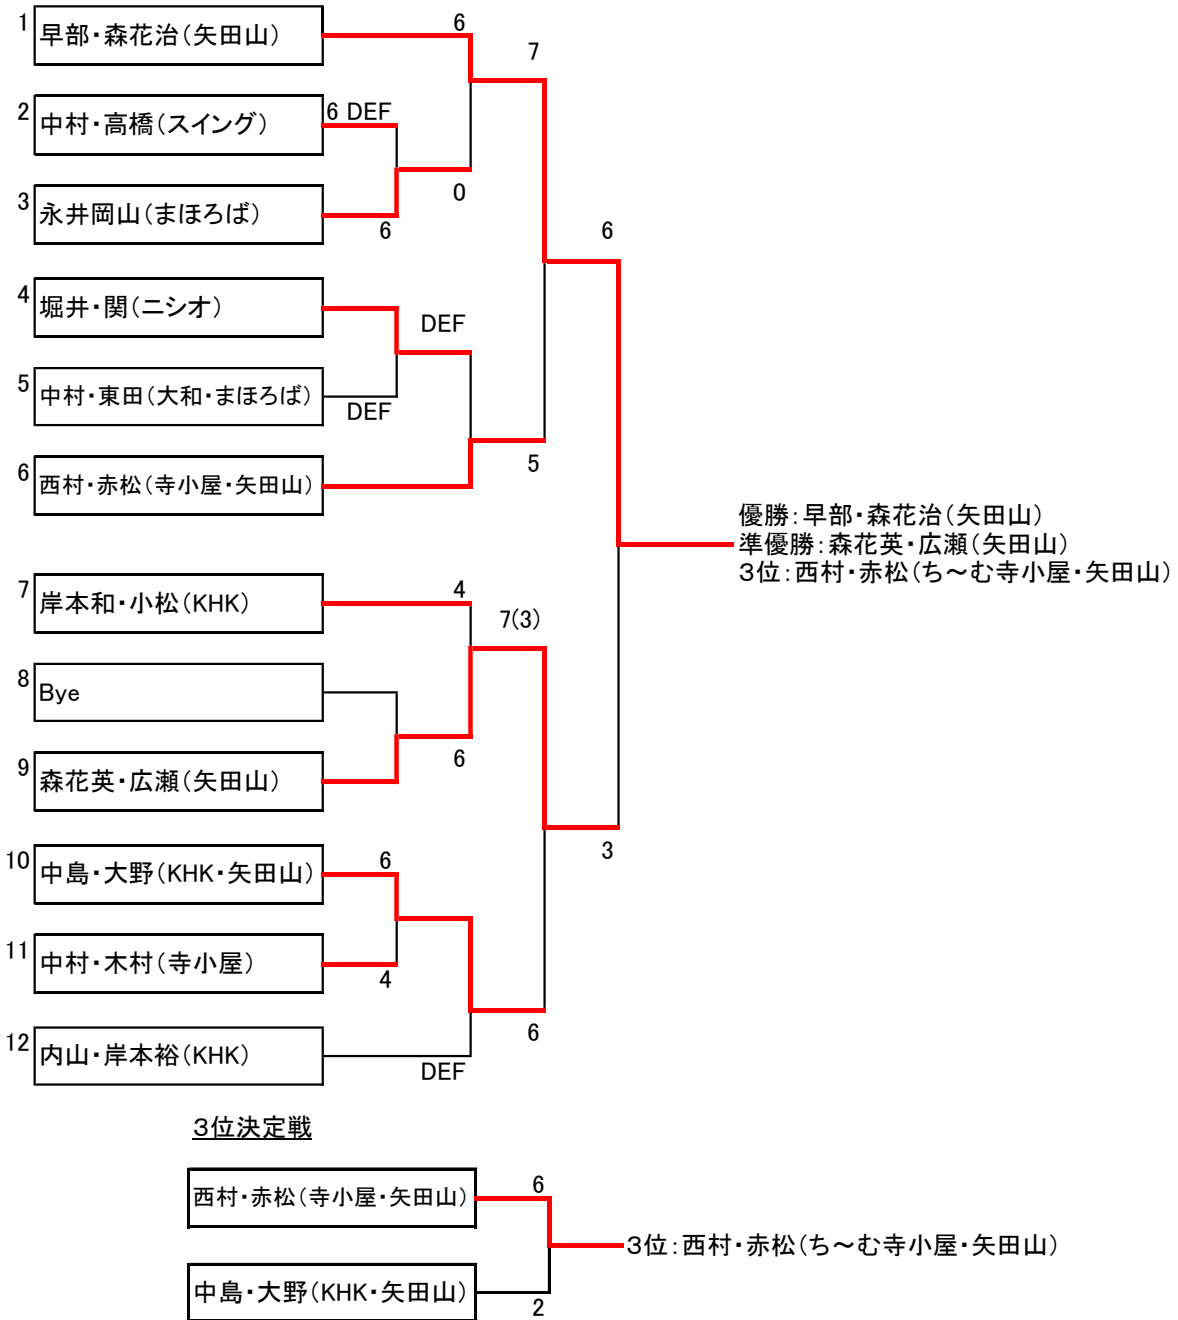 1
早部・森花治(矢田山)
6
7
2
中村・高橋(スイング)
6 DEF
3
永井岡山(まほろば)
6
0
6
4
堀井・関(ニシオ)
DEF
5
中村・東田(大和・まほろば)
DEF
6
西村・赤松(寺小屋・矢田山)
5
優勝:早部・森花治(矢田山)
準優勝:森花英・広瀬(矢田山)
3位:西村・赤松(ち～む寺小屋・矢田山)
7
岸本和・小松(KHK)
4
7(3)
8
Bye
9
森花英・広瀬(矢田山)
6
3
10
中島・大野(KHK・矢田山)
6
11
中村・木村(寺小屋)
4
12
内山・岸本裕(KHK)
DEF
6
3位決定戦
西村・赤松(寺小屋・矢田山)
6
3位:西村・赤松(ち～む寺小屋・矢田山)
中島・大野(KHK・矢田山)
2